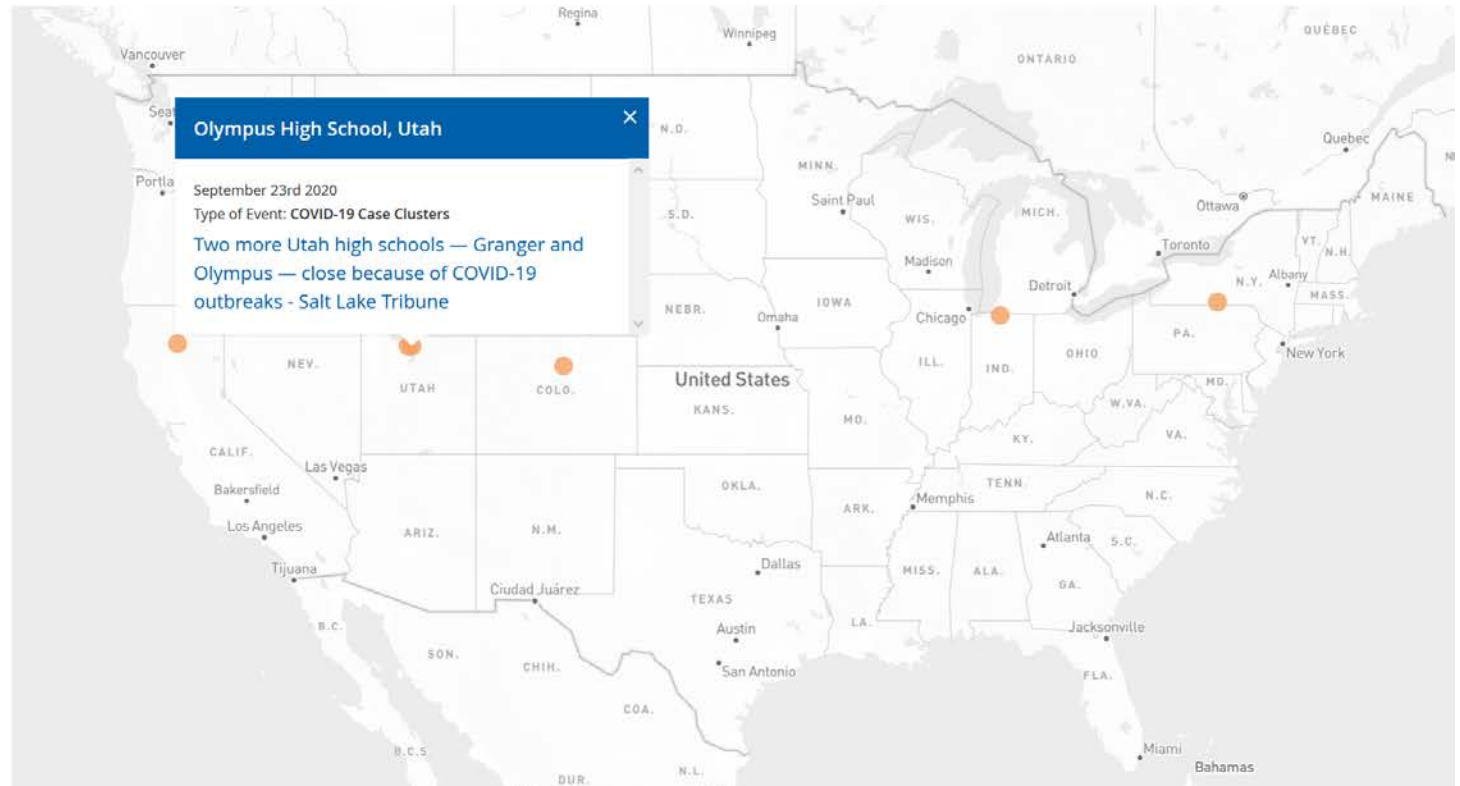 Regina
Winnipeg
QUÉBEC
Vancouver
ONTARIO
Olympus High School, Utah
×
September 23rd 2020
Type of Event: COVID-19 Case Clusters
Two more Utah high schools — Granger and
Olympus — close because of COVID-19
outbreaks - Salt Lake Tribune
Seat
Portla
N.D.
Quebec
MINN.
Saint Paul
S.D.
WIS.
MICH.
Ottawa
MAINE
Toronto
VT.
N.H.
Madison
Detroit
N.Y.
Albany
MASS.
NEBR.
IOWA
Omaha
Chicago
PA.
New York
NEV.
UTAH
COLO.
United States
ILL.
IND.
OHIO
MD.
KANS.
MO.
W.VA.
KY.
VA.
CALIF.
Las Vegas
Bakersfield
OKLA.
TENN.
N.C.
Memphis
ARK.
Los Angeles
ARIZ.
N.M.
Atlanta
S.C.
Tijuana
Dallas
MISS.
ALA.
GA.
Ciudad Juárez
TEXAS
B.C.
Austin
LA.
Jacksonville
SON.
CHIH.
San Antonio
FLA.
COA.
B.C.S
Miami
Bahamas
DUR.
N.L.